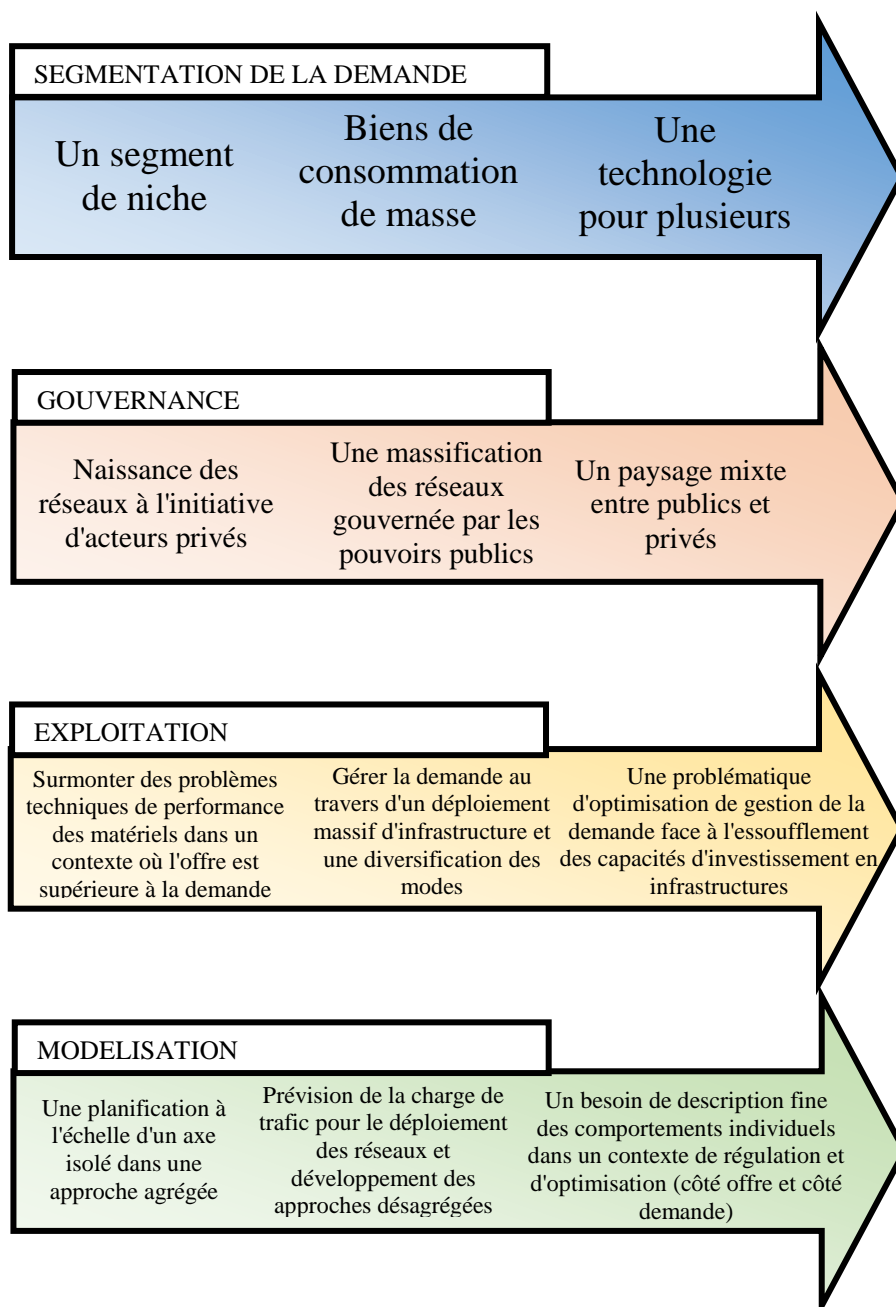 SEGMENTATION DE LA DEMANDE
Un segment
de niche
Biens de
consommation
de masse
Une
technologie
pour plusieurs
GOUVERNANCE
Naissance des
réseaux à l'initiative
d'acteurs privés
Une massification
des réseaux
gouvernée par les
pouvoirs publics
Un paysage mixte
entre publics et
privés
EXPLOITATION
Surmonter des problèmes
techniques de performance
des matériels dans un
contexte où l'offre est
supérieure à la demande
Gérer la demande au
travers d'un déploiement
massif d'infrastructure et
une diversification des
modes
Une problématique
d'optimisation de gestion de la
demande face à l'essoufflement
des capacités d'investissement en
infrastructures
MODELISATION
Une planification à
l'échelle d'un axe
isolé dans une
approche agrégée
Prévision de la charge de
trafic pour le déploiement
des réseaux et
développement des
approches désagrégées
Un besoin de description fine
des comportements individuels
dans un contexte de régulation et
d'optimisation (côté offre et côté
demande)